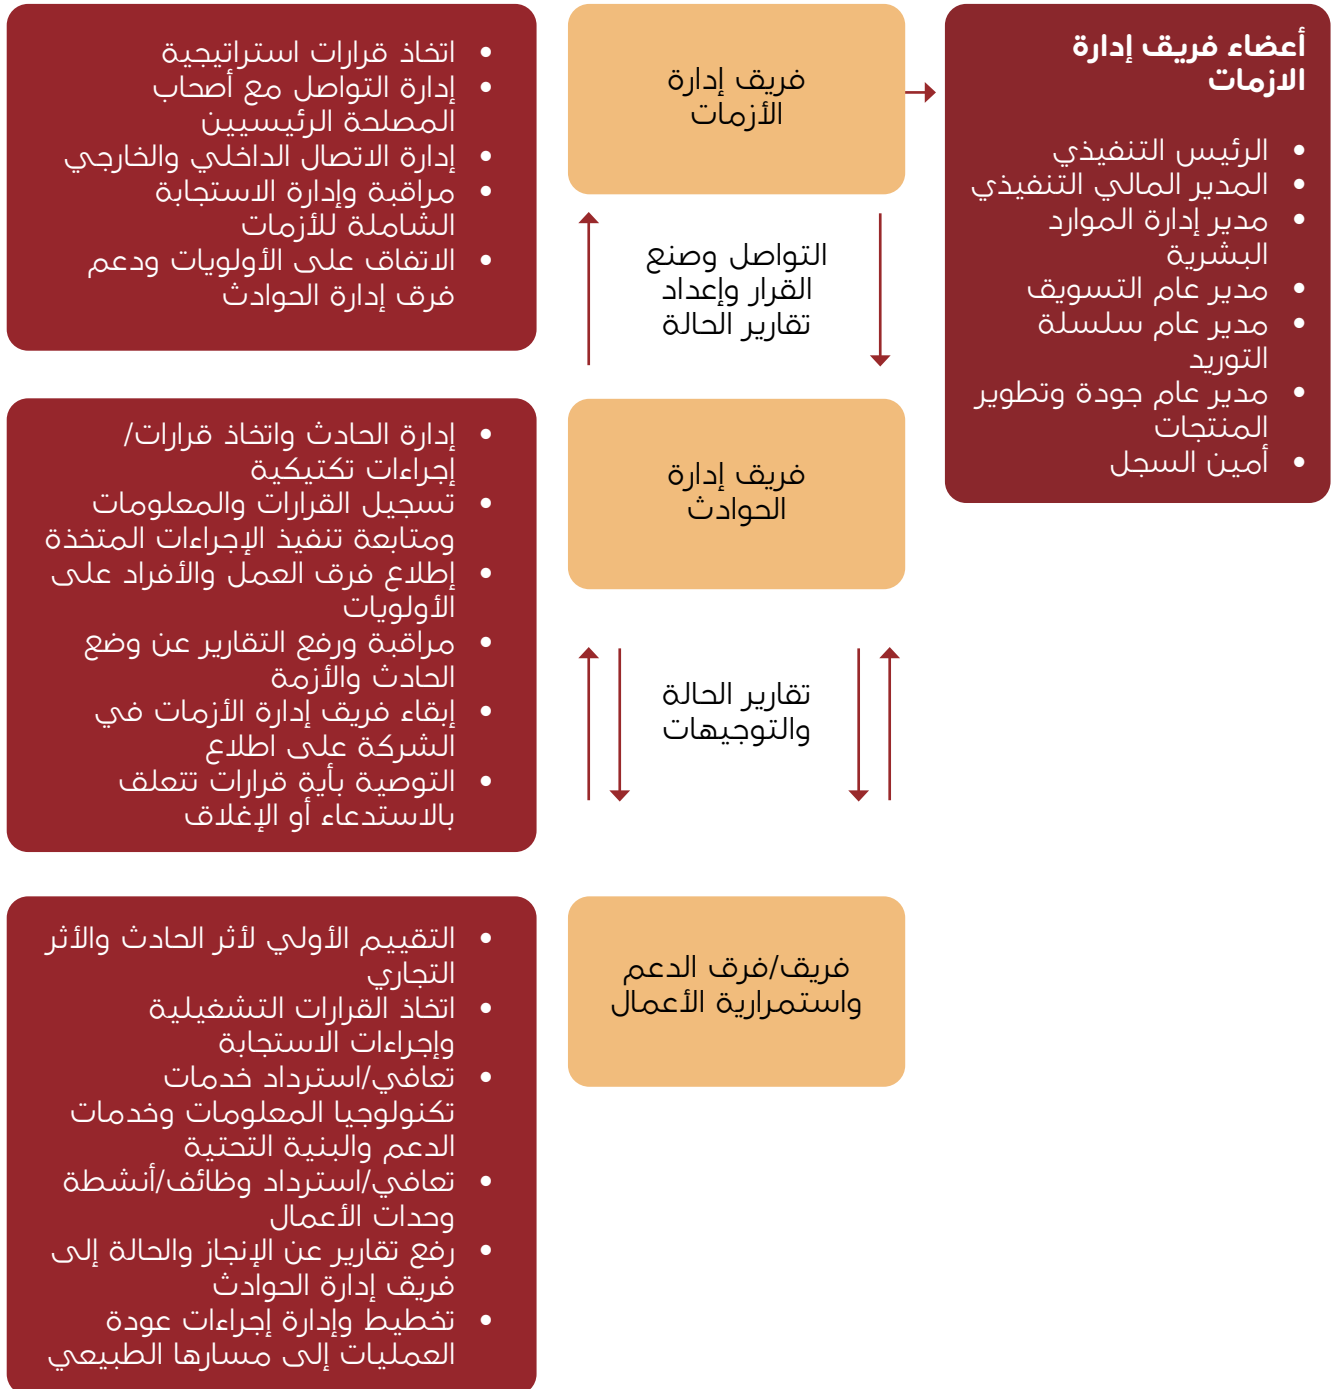 أعضاء فريق إدارة
الازمات
• الرئيس التنفيذي
• المدير المالي التنفيذي
• مدير إدارة الموارد
البشرية
• مدير عام التسويق
• مدير عام سلسلة
التوريد
• مدير عام جودة وتطوير
المنتجات
• أمين السجل
فريق إدارة
الأزمات
• اتخاذ قرارات استراتيجية
• إدارة التواصل مع أصحاب
المصلحة الرئيسيين
• إدارة الاتصال الداخلي والخارجي
• مراقبة وإدارة الاستجابة
الشاملة للأزمات
• الاتفاق على الأولويات ودعم
فرق إدارة الحوادث
التواصل وصنع
القرار وإعداد
تقارير الحالة
فريق إدارة
الحوادث
• إدارة الحادث واتخاذ قرارات/
إجراءات تكتيكية
• تسجيل القرارات والمعلومات
ومتابعة تنفيذ الإجراءات المتخذة
• إطلاع فرق العمل والأفراد على
الأولويات
• مراقبة ورفع التقارير عن وضع
الحادث والأزمة
• إبقاء فريق إدارة الأزمات في
الشركة على اطلاع
• التوصية بأية قرارات تتعلق
بالاستدعاء أو الإغلاق
تقارير الحالة
والتوجيهات
فريق/فرق الدعم
واستمرارية الأعمال
• التقييم الأولي لأثر الحادث والأثر
التجاري
• اتخاذ القرارات التشغيلية
وإجراءات الاستجابة
• تعافي/استرداد خدمات
تكنولوجيا المعلومات وخدمات
الدعم والبنية التحتية
• تعافي/استرداد وظائف/أنشطة
وحدات الأعمال
• رفع تقارير عن الإنجاز والحالة إلى
فريق إدارة الحوادث
• تخطيط وإدارة إجراءات عودة
العمليات إلى مسارها الطبيعي